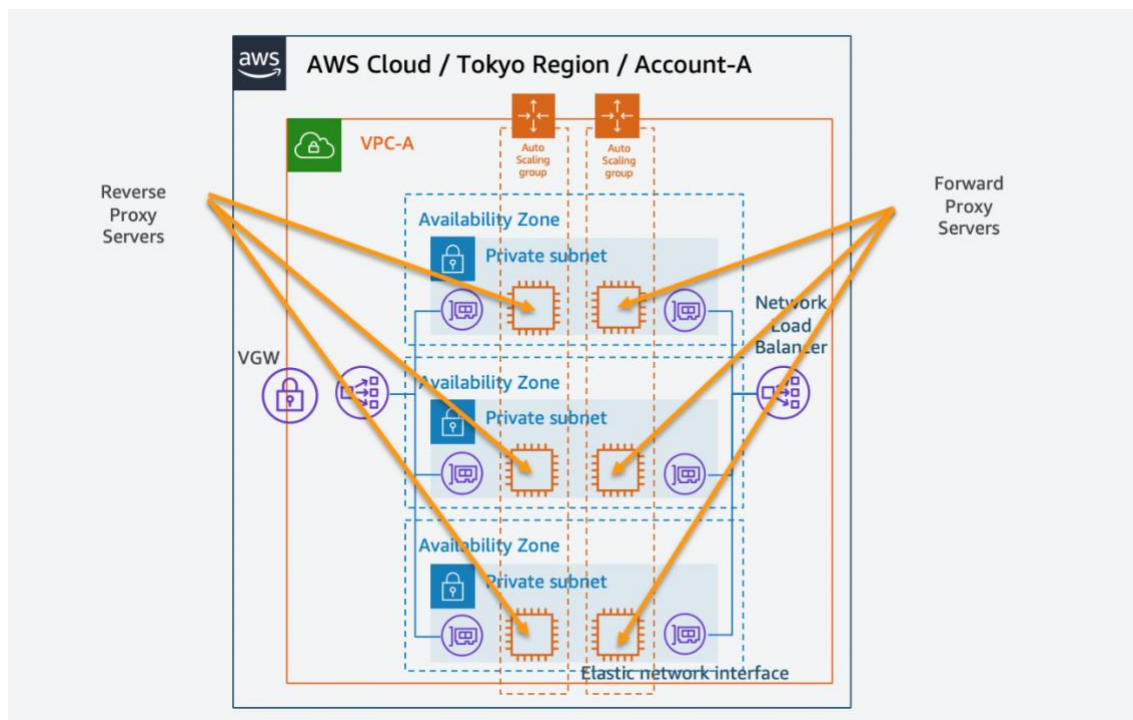 aws
AWS Cloud / Tokyo Region / Account-A
VPC-A
Auto
Scaling
group
Auto
Scaling
group
Reverse
Proxy
Servers
Forward
Proxy
Servers
Availability Zone
Private subnet
Network
Load
Balancer
VGW
Availability Zone
Private subnet
Availability Zone
Private subnet
Elastic network interface